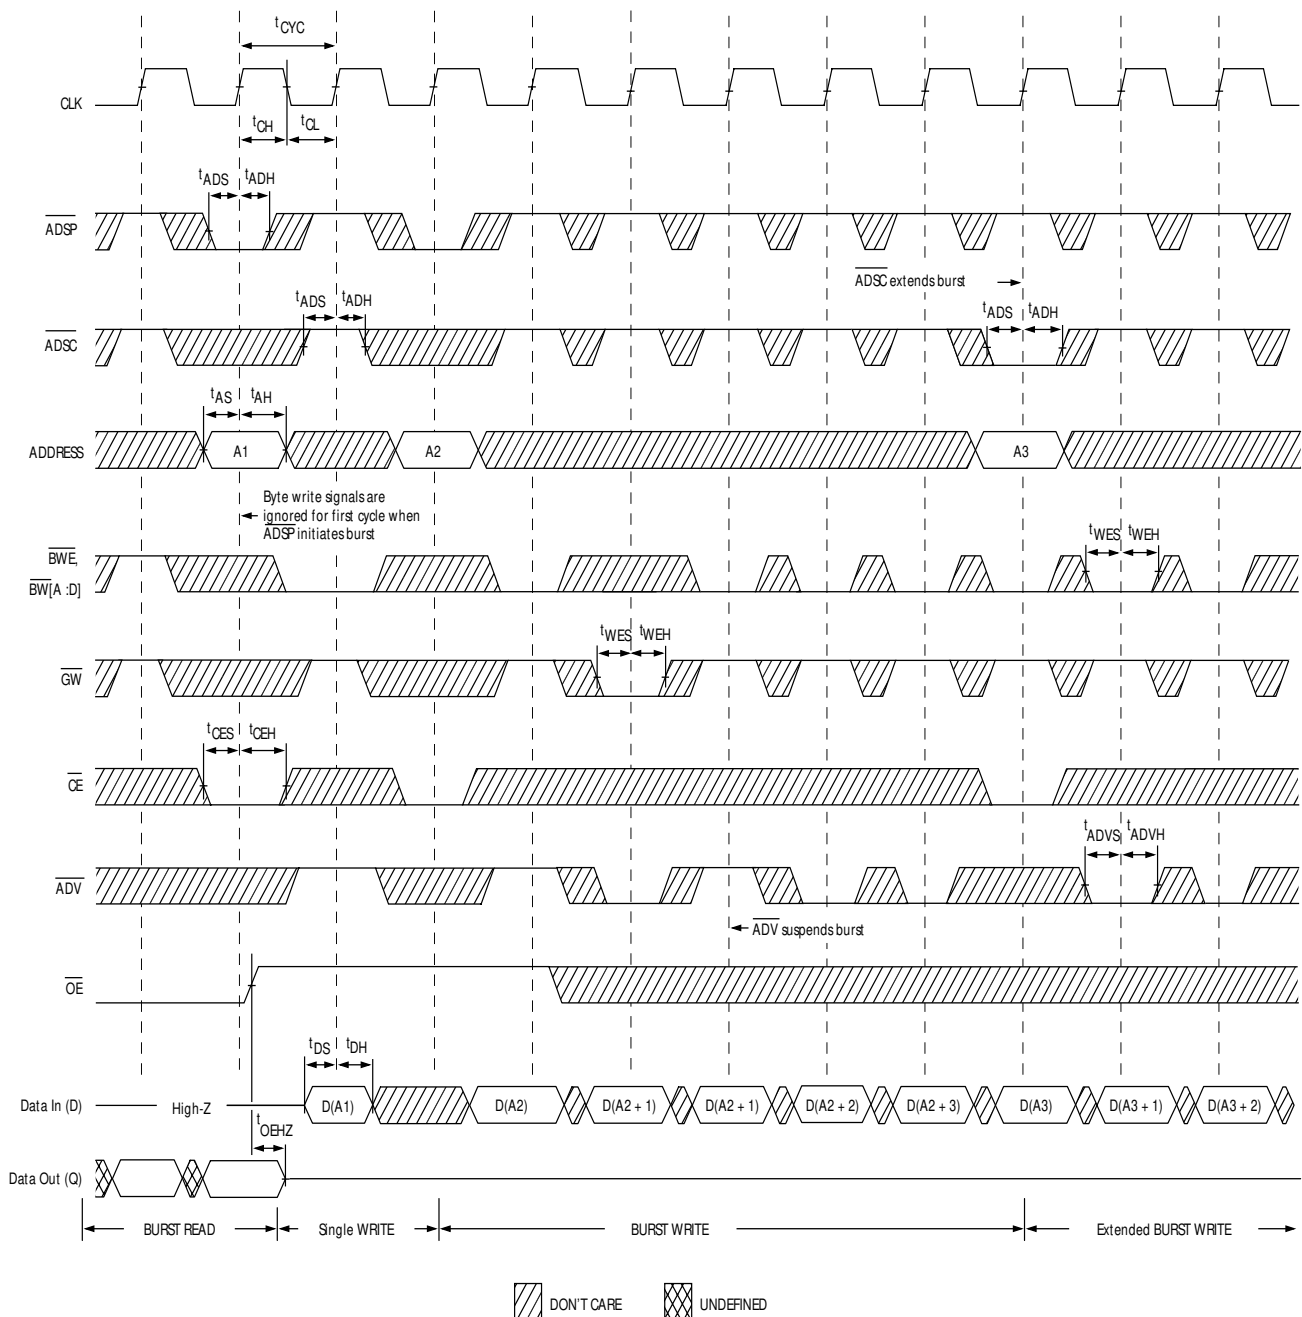 tCYC
CLK
tCH
tCL
tADS
tADH
ADSP
ADSC extends burst
tADS
tADH
tADS
tADH
ADSC
tAS
tAH
ADDRESS
A1
A2
A3
Byte write signals are
ignored for first cycle when
ADSP initiates burst
tWES
tWEH
BWE,
BW[A :D]
tWES
tWEH
GW
tCES
tCEH
CE
tADVS
tADVH
ADV
ADV suspends burst
OE
tDS
tDH
Data In (D)
High-Z
D(A1)
D(A2)
D(A2 + 1)
D(A2 + 1)
D(A2 + 2)
D(A2 + 3)
D(A3)
D(A3 + 1)
D(A3 + 2)
tOEHZ
Data Out (Q)
BURST READ
Single WRITE
BURST WRITE
Extended BURST WRITE
DON'T CARE
UNDEFINED